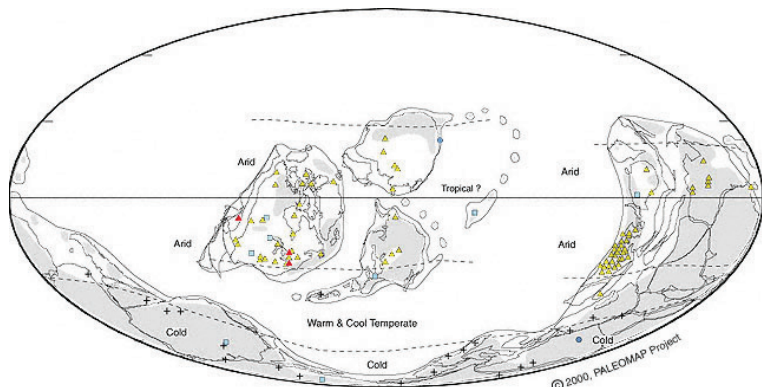 Arid
Arid
Tropical ?
Arid
Arid
Warm & Cool Temperate
Cold
Cold
Cold
© 2000, PALEOMAP Project